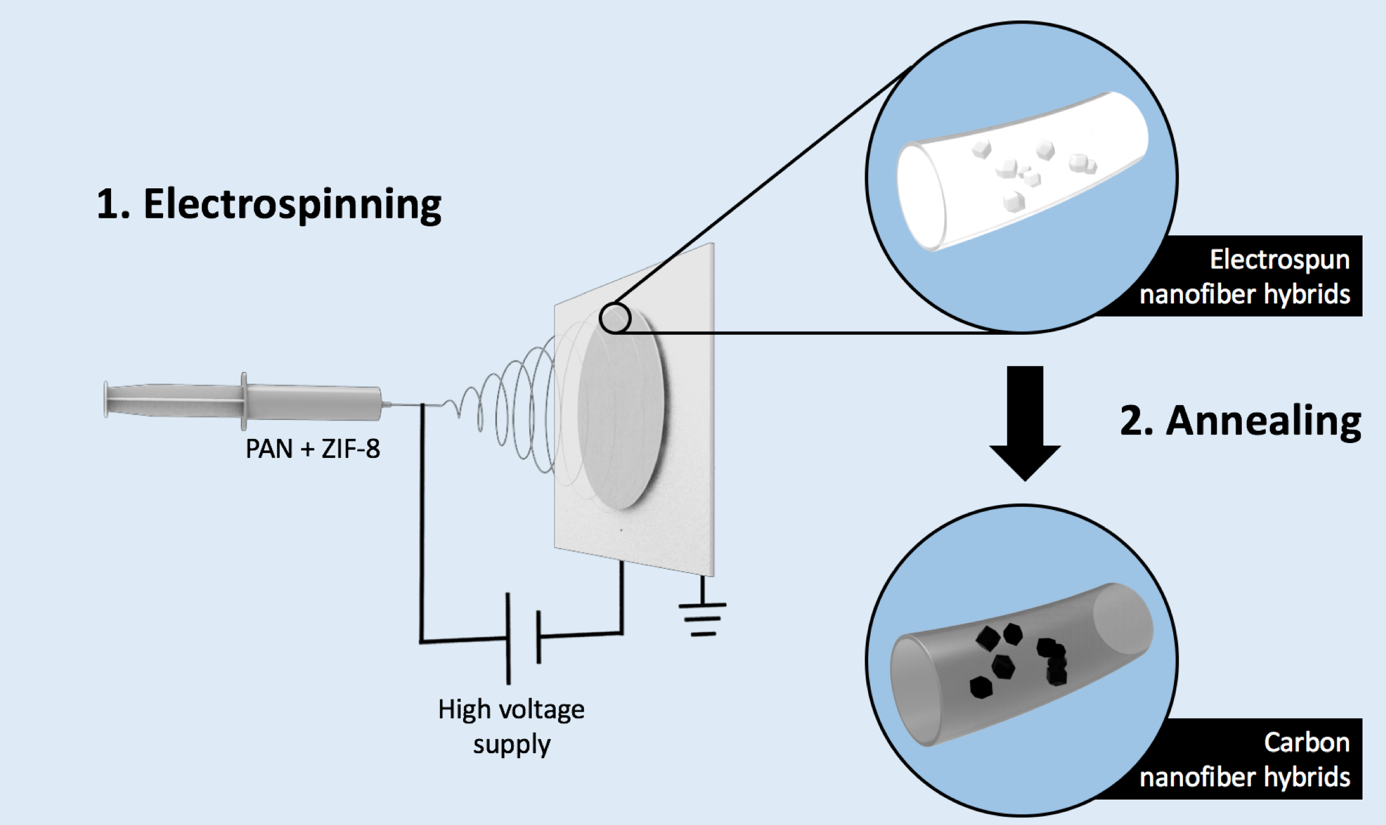 1. Electrospinning
PAN + ZIF-8
High voltage
supply
Electrospun
nanofiber hybrids
2. Annealing
Carbon
nanofiber hybrids